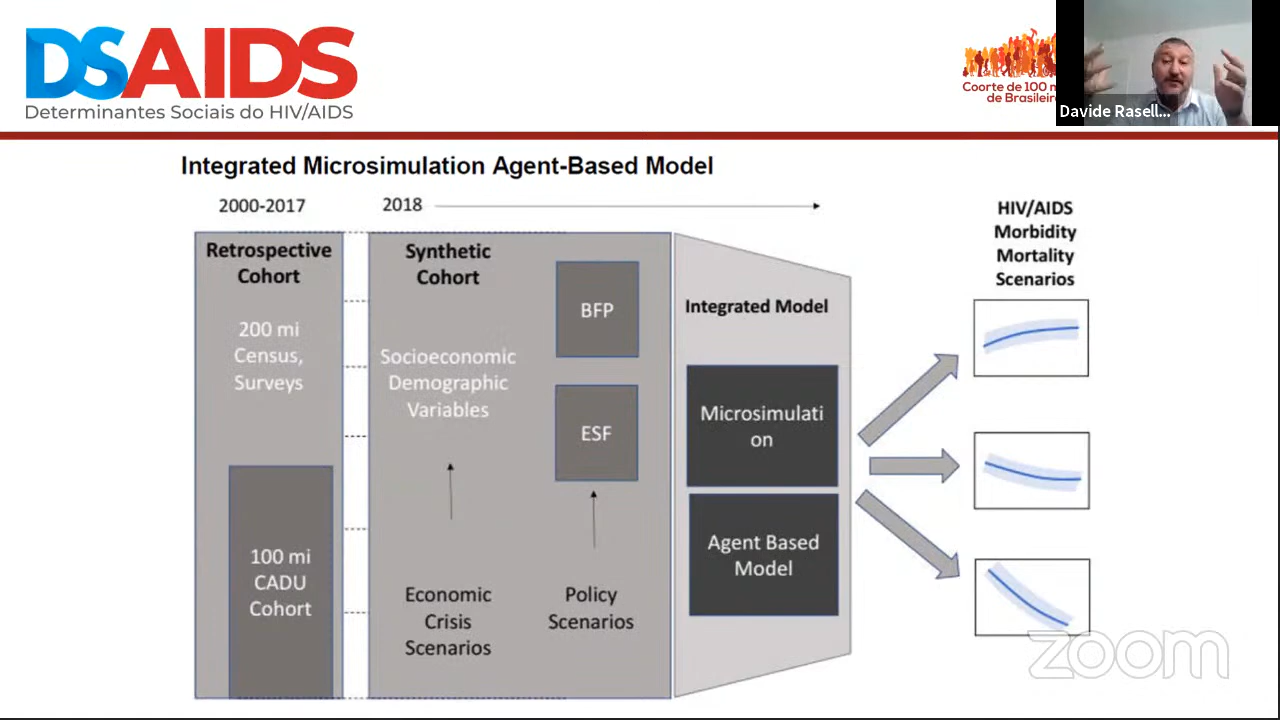 DSAIDS
Determinantes Sociais do HIV/AIDS
Coorte de 100 m
de Brasileir
Davide Rasell...
Integrated Microsimulation Agent-Based Model
2000-2017
2018
Retrospective
Cohort
200 mi
Census,
Surveys
100 mi
CADU
Cohort
Synthetic
Cohort
Socioeconomic
Demographic
Variables
Economic
Crisis
Scenarios
BFP
ESF
Policy
Scenarios
Integrated Model
Microsimulati
on
Agent Based
Model
HIV/AIDS
Morbidity
Mortality
Scenarios
zoom